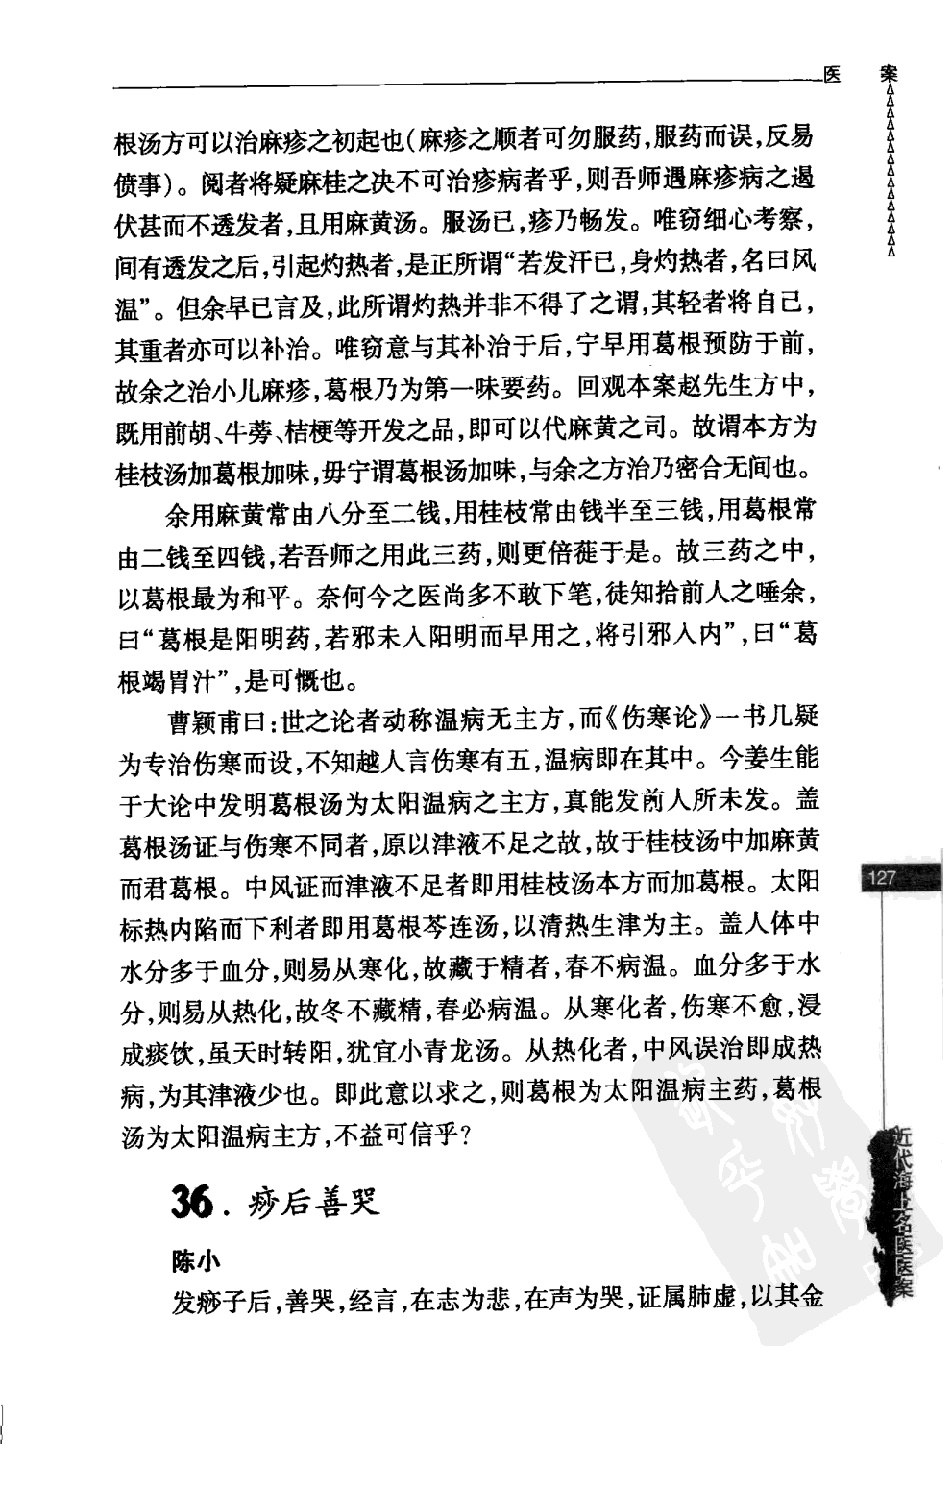 医 案
根汤方可以治麻疹之初起也(麻疹之顺者可勿服药,服药而误,反易
偾事)。阅者将疑麻桂之决不可治疹病者乎,则吾师遇麻疹病之遏
伏甚而不透发者,且用麻黄汤。服汤已,疹乃畅发。唯窃细心考察,
间有透发之后,引起灼热者,是正所谓“若发汗已,身灼热者,名曰风
温”。但余早已言及,此所谓灼热并非不得了之谓,其轻者将自己,
其重者亦可以补治。唯窃意与其补治于后,宁早用葛根预防于前,
故余之治小儿麻疹,葛根乃为第一味要药。回观本案赵先生方中,
既用前胡、牛蒡、桔梗等开发之品,即可以代麻黄之司。故谓本方为
桂枝汤加葛根加味,毋宁谓葛根汤加味,与余之方治乃密合无间也。
余用麻黄常由八分至二钱,用桂枝常由钱半至三钱,用葛根常
由二钱至四钱,若吾师之用此三药,则更倍蓰于是。故三药之中,
以葛根最为和平。奈何今之医尚多不敢下笔,徒知拾前人之唾余,
曰“葛根是阳明药,若邪未入阳明而早用之,将引邪入内”,曰“葛
根竭胃汁”,是可慨也。
曹颖甫曰:世之论者动称温病无主方,而《伤寒论》一书几疑
为专治伤寒而设,不知越人言伤寒有五,温病即在其中。今姜生能
于大论中发明葛根汤为太阳温病之主方,真能发前人所未发。盖
葛根汤证与伤寒不同者,原以津液不足之故,故于桂枝汤中加麻黄
而君葛根。中风证而津液不足者即用桂枝汤本方而加葛根。太阳
标热内陷而下利者即用葛根芩连汤,以清热生津为主。盖人体中
水分多于血分,则易从寒化,故藏于精者,春不病温。血分多于水
分,则易从热化,故冬不藏精,春必病温。从寒化者,伤寒不愈,浸
成痰饮,虽天时转阳,犹宜小青龙汤。从热化者,中风误治即成热
病,为其津液少也。即此意以求之,则葛根为太阳温病主药,葛根
汤为太阳温病主方,不益可信乎?
36. 痧后善哭
陈小
发痧子后,善哭,经言,在志为悲,在声为哭,证属肺虚,以其金
127
近代海上名医医案